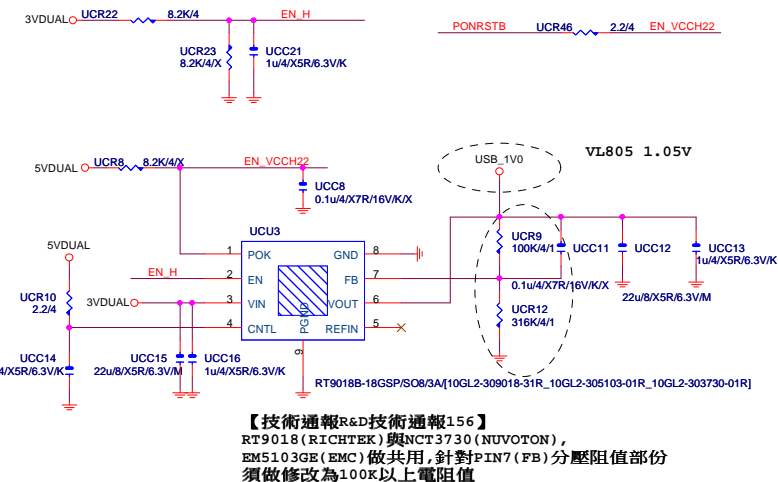 3VDUAL UCR22 8.2K/4 EN_H
UCR23
8.2K/4/X
UCC21
1u/4/X5R/6.3V/K
PONRSTB UCR46 2.2/4 EN_VCCH22
5VDUAL UCR8 8.2K/4/X EN_VCCH22
UCC8
0.1u/4/X7R/16V/K/X
USB_1V0
VL805 1.05V
UCU3
1 POK
2 EN
3 VIN
4 CNTL
GND 8
FB 7
VOUT 6
REFIN 5
PGND
9
EN_H
5VDUAL
3VDUAL
UCR10
2.2/4
UCC14
4/X5R/6.3V/K
UCC15
22u/8/X5R/6.3V/M
UCC16
1u/4/X5R/6.3V/K
UCR9
100K/4/1
UCC11
0.1u/4/X7R/16V/K/X
UCC12
22u/8/X5R/6.3V/M
UCC13
1u/4/X5R/6.3V/K
UCR12
316K/4/1
RT9018B-18GSP/SO8/3A/[10GL2-309018-31R_10GL2-305103-01R_10GL2-303730-01R]
【技術通報R&D技術通報156】
RT9018(RICHTEK)與NCT3730(NUVOTON),
EM5103GE(EMC)做共用,針對PIN7(FB)分壓阻值部份
須做修改為100K以上電阻值